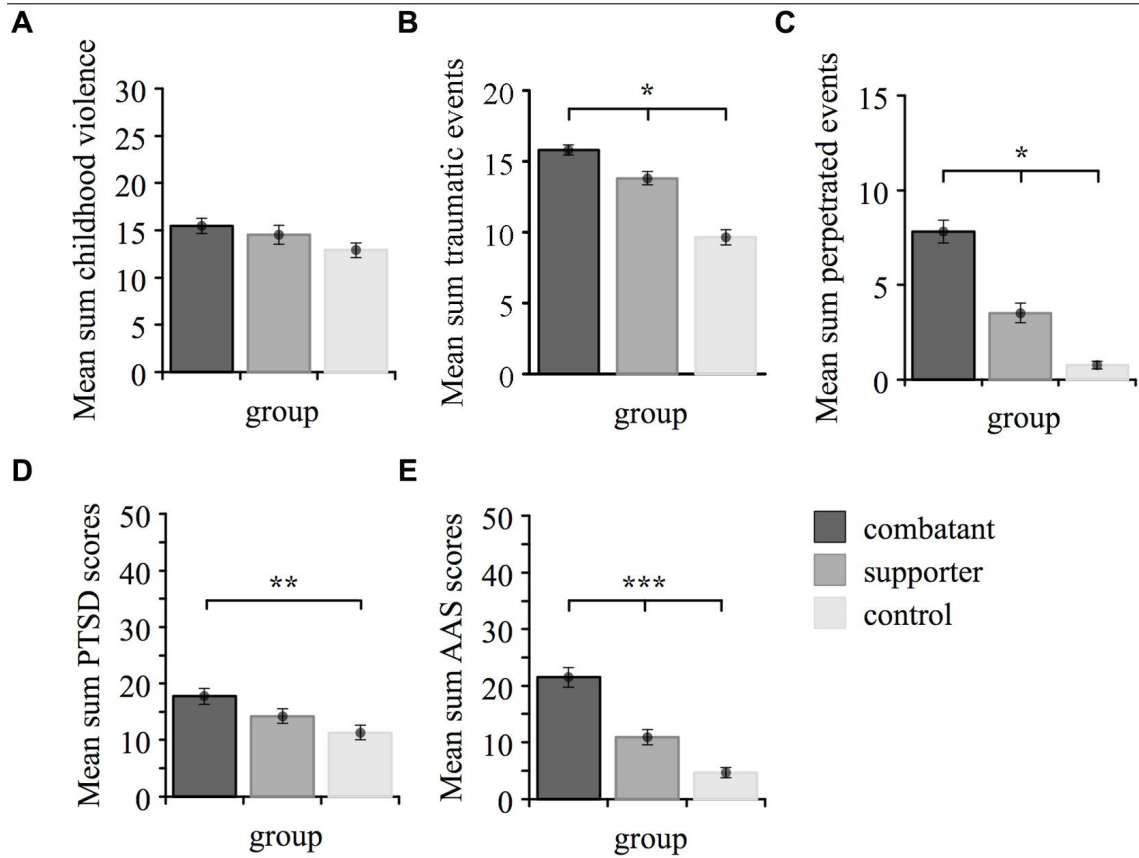 A
Mean sum childhood violence
30
25
20
15
10
5
0
group
B
Mean sum traumatic events
20
15
10
5
0
*
group
C
Mean sum perpetrated events
15
10
5
0
*
group
D
Mean sum PTSD scores
50
40
30
20
10
0
**
group
E
Mean sum AAS scores
50
40
30
20
10
0
***
group
combatant
supporter
control